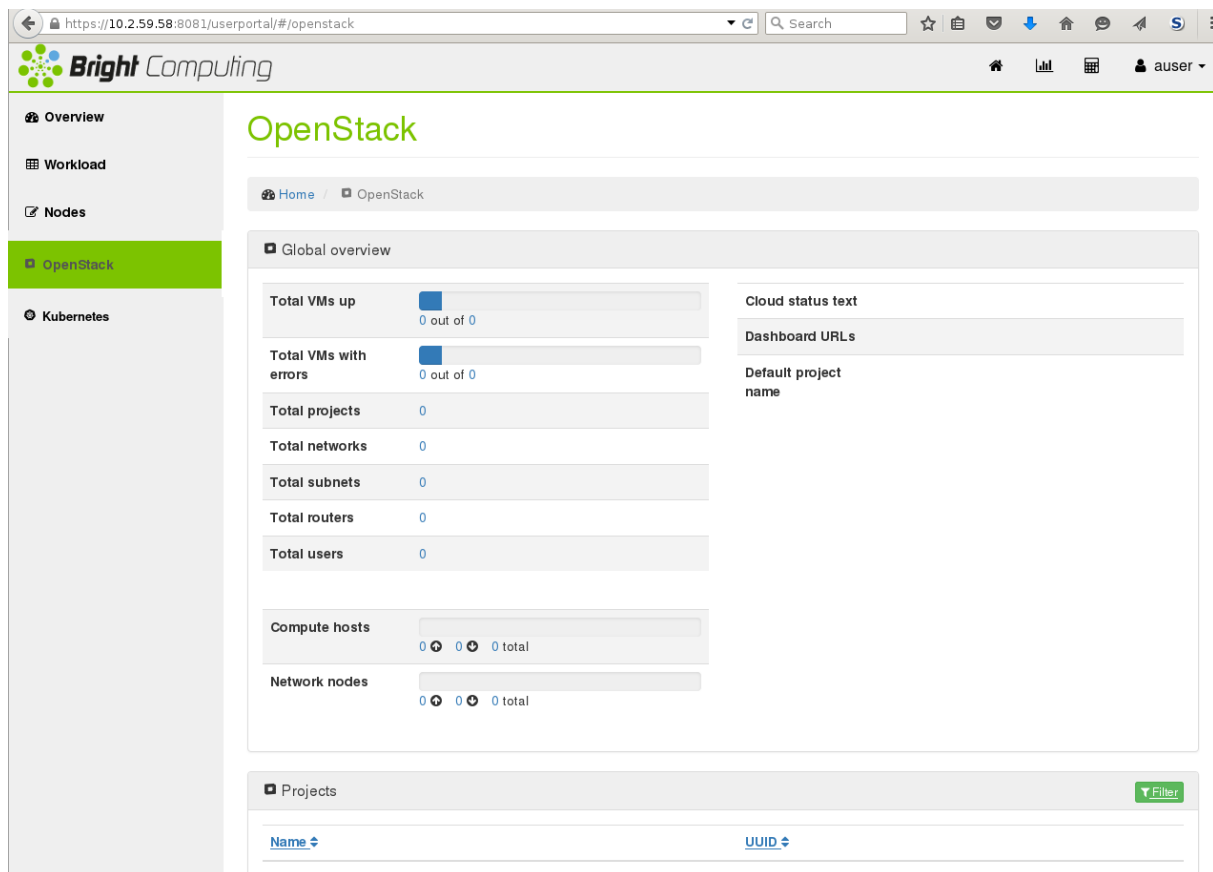 https://10.2.59.58:8081/userportal/#/openstack
Search
S
Bright Computing
auser
Overview
Workload
Nodes
OpenStack
Kubernetes
OpenStack
Home / OpenStack
Global overview
Total VMs up
0 out of 0
Total VMs with
errors
0 out of 0
Total projects 0
Total networks 0
Total subnets 0
Total routers 0
Total users 0
Compute hosts
0 0 0 total
Network nodes
0 0 0 total
Cloud status text
Dashboard URLs
Default project
name
Projects
Filter
Name UUID